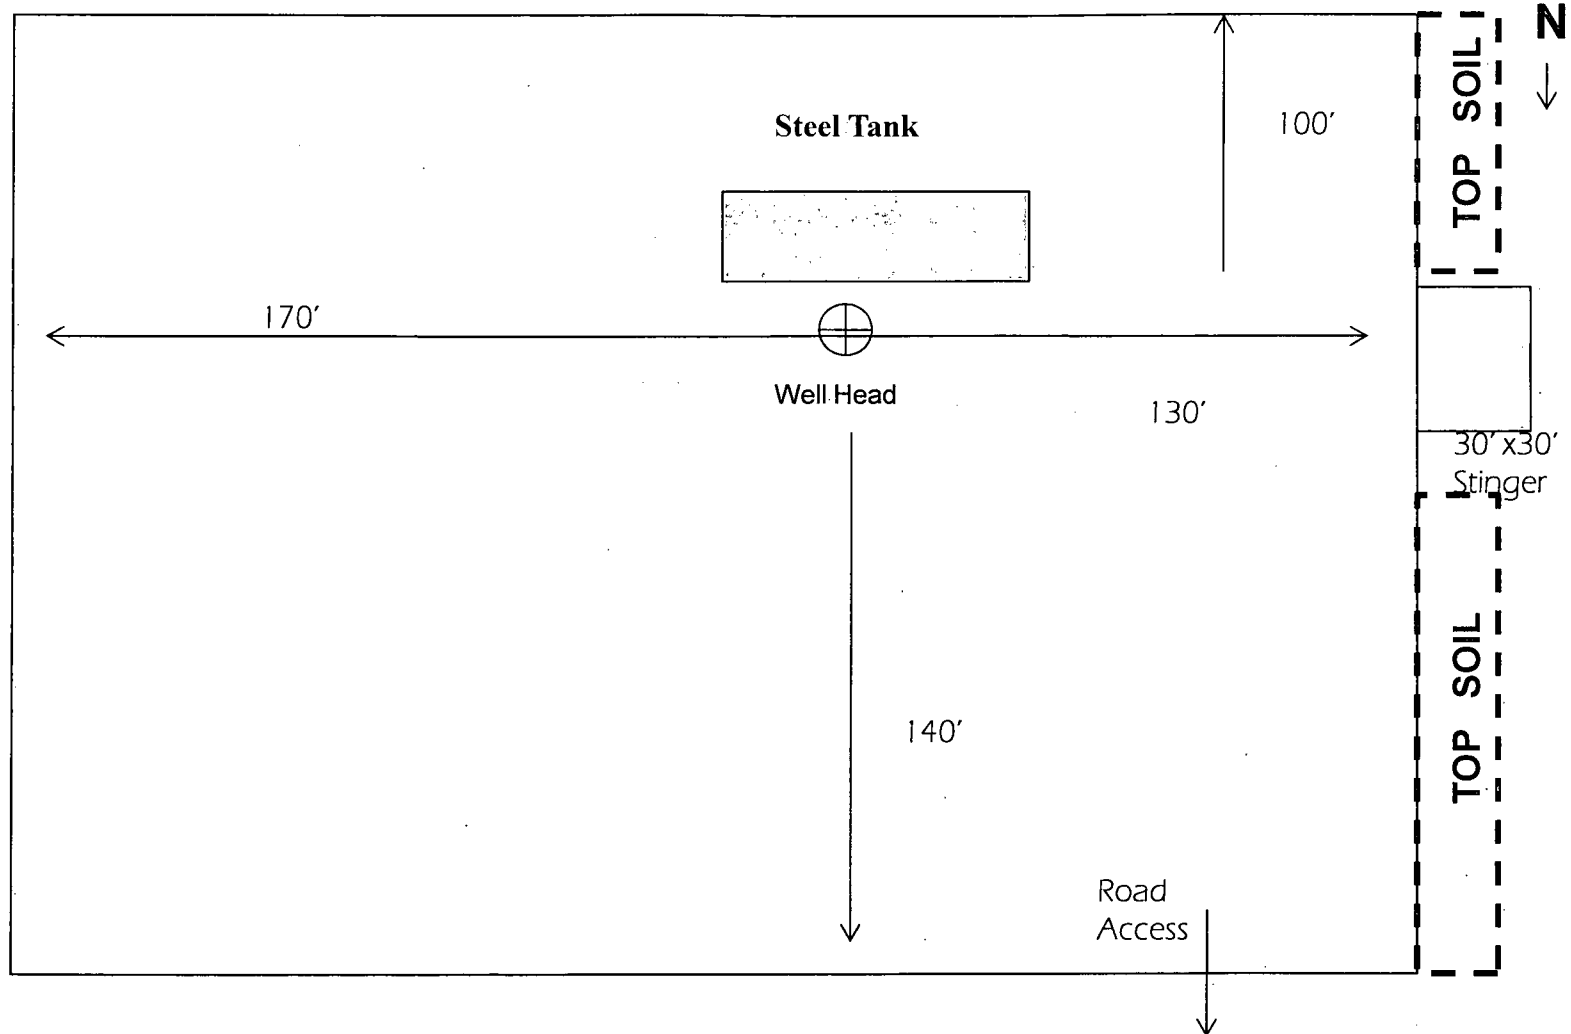 N
TOP SOIL
100'
Steel Tank
170'
Well Head
130'
30'x30'
Stinger
TOP SOIL
140'
Road
Access